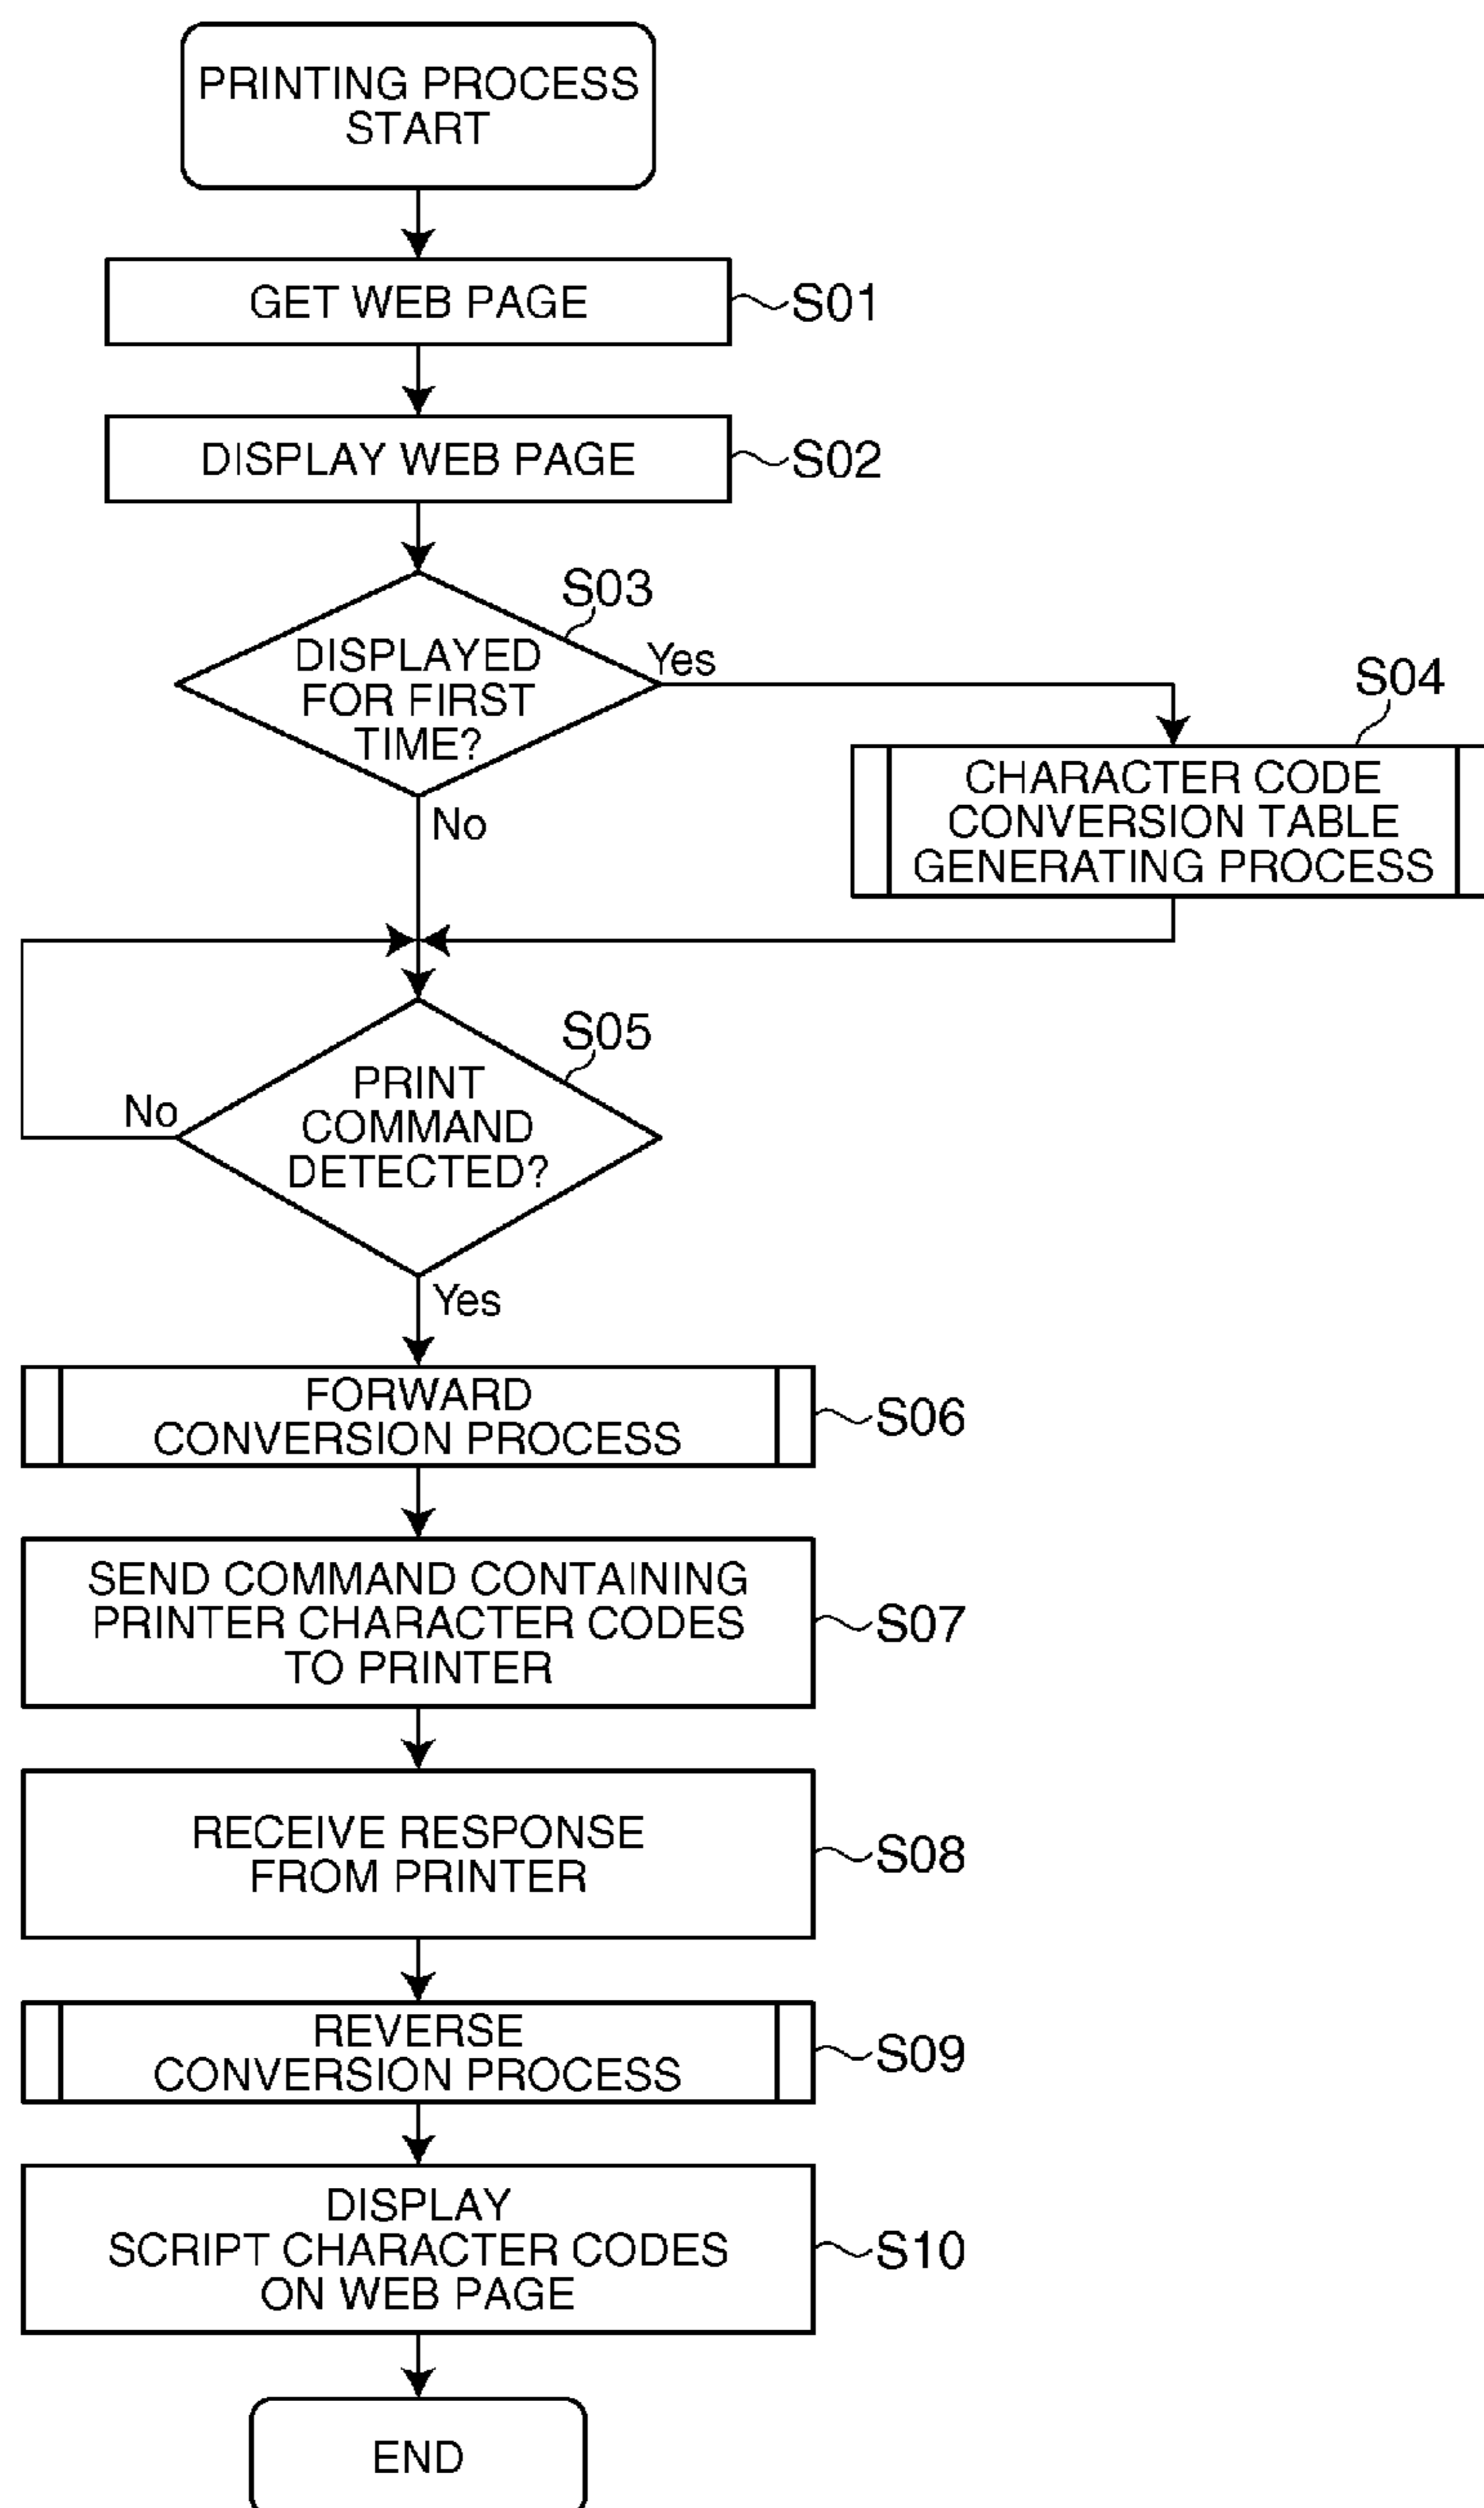 PRINTING PROCESS
START
GET WEB PAGE
S01
DISPLAY WEB PAGE
S02
S03
DISPLAYED
FOR FIRST
TIME?
Yes
No
S04
CHARACTER CODE
CONVERSION TABLE
GENERATING PROCESS
S05
PRINT
COMMAND
DETECTED?
No
Yes
FORWARD
CONVERSION PROCESS
S06
SEND COMMAND CONTAINING
PRINTER CHARACTER CODES
TO PRINTER
S07
RECEIVE RESPONSE
FROM PRINTER
S08
REVERSE
CONVERSION PROCESS
S09
DISPLAY
SCRIPT CHARACTER CODES
ON WEB PAGE
S10
END